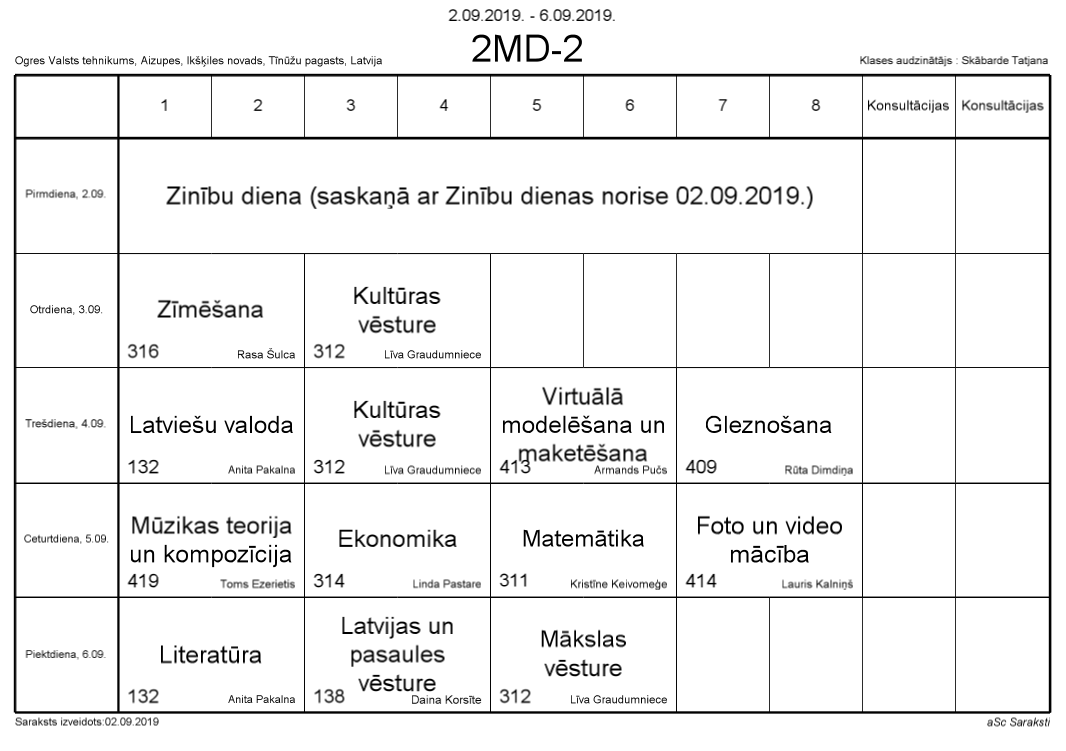 2.09.2019. - 6.09.2019.
2MD-2
Ogres Valsts tehnikums, Aizupes, Ikšķiles novads, Tīnūžu pagasts, Latvija
Klases audzinātājs : Skābarde Tatjana
1 2 3 4 5 6 7 8 Konsultācijas Konsultācijas
Pirmdiena, 2.09.
Zinību diena (saskaņā ar Zinību dienas norise 02.09.2019.)
Otrdiena, 3.09.
Zīmēšana
316 Rasa Šulca
Kultūras
vēsture
312 Līva Graudumniece
Trešdiena, 4.09.
Latviešu valoda
132 Anita Pakalna
Kultūras
vēsture
312 Līva Graudumniece
Virtuālā
modelēšana un
maketēšana
413 Armands Pučs
Gleznošana
409 Rūta Dimdiņa
Ceturtdiena, 5.09.
Mūzikas teorija
un kompozīcija
419 Toms Ezerietis
Ekonomika
314 Linda Pastare
Matemātika
311 Kristīne Keivomeģe
Foto un video
mācība
414 Lauris Kalniņš
Piektdiena, 6.09.
Literatūra
132 Anita Pakalna
Latvijas un
pasaules
vēsture
138 Daina Korsīte
Mākslas
vēsture
312 Līva Graudumniece
Saraksts izveidots:02.09.2019
aSc Saraksti